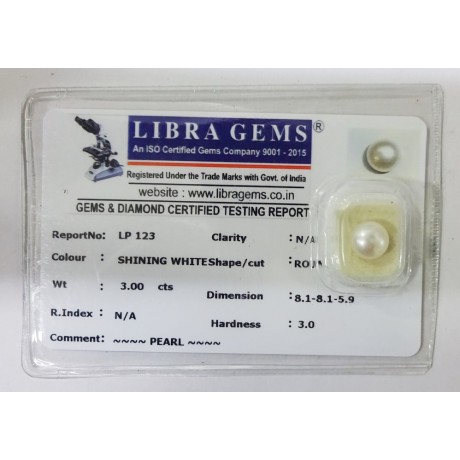 LIBRA GEMS ®
An ISO Certified Gems Company 9001 - 2015
Registered Under the Trade Marks with Govt. of India
website : www.libragems.co.in
GEMS & DIAMOND CERTIFIED TESTING REPORT
ReportNo: LP 123 Clarity : N/A
Colour : SHINING WHITE Shape/cut :
Wt : 3.00 cts Dimension : 8.1-8.1-5.9
R.Index : N/A Hardness : 3.0
Comment: ~~~~ PEARL ~~~~